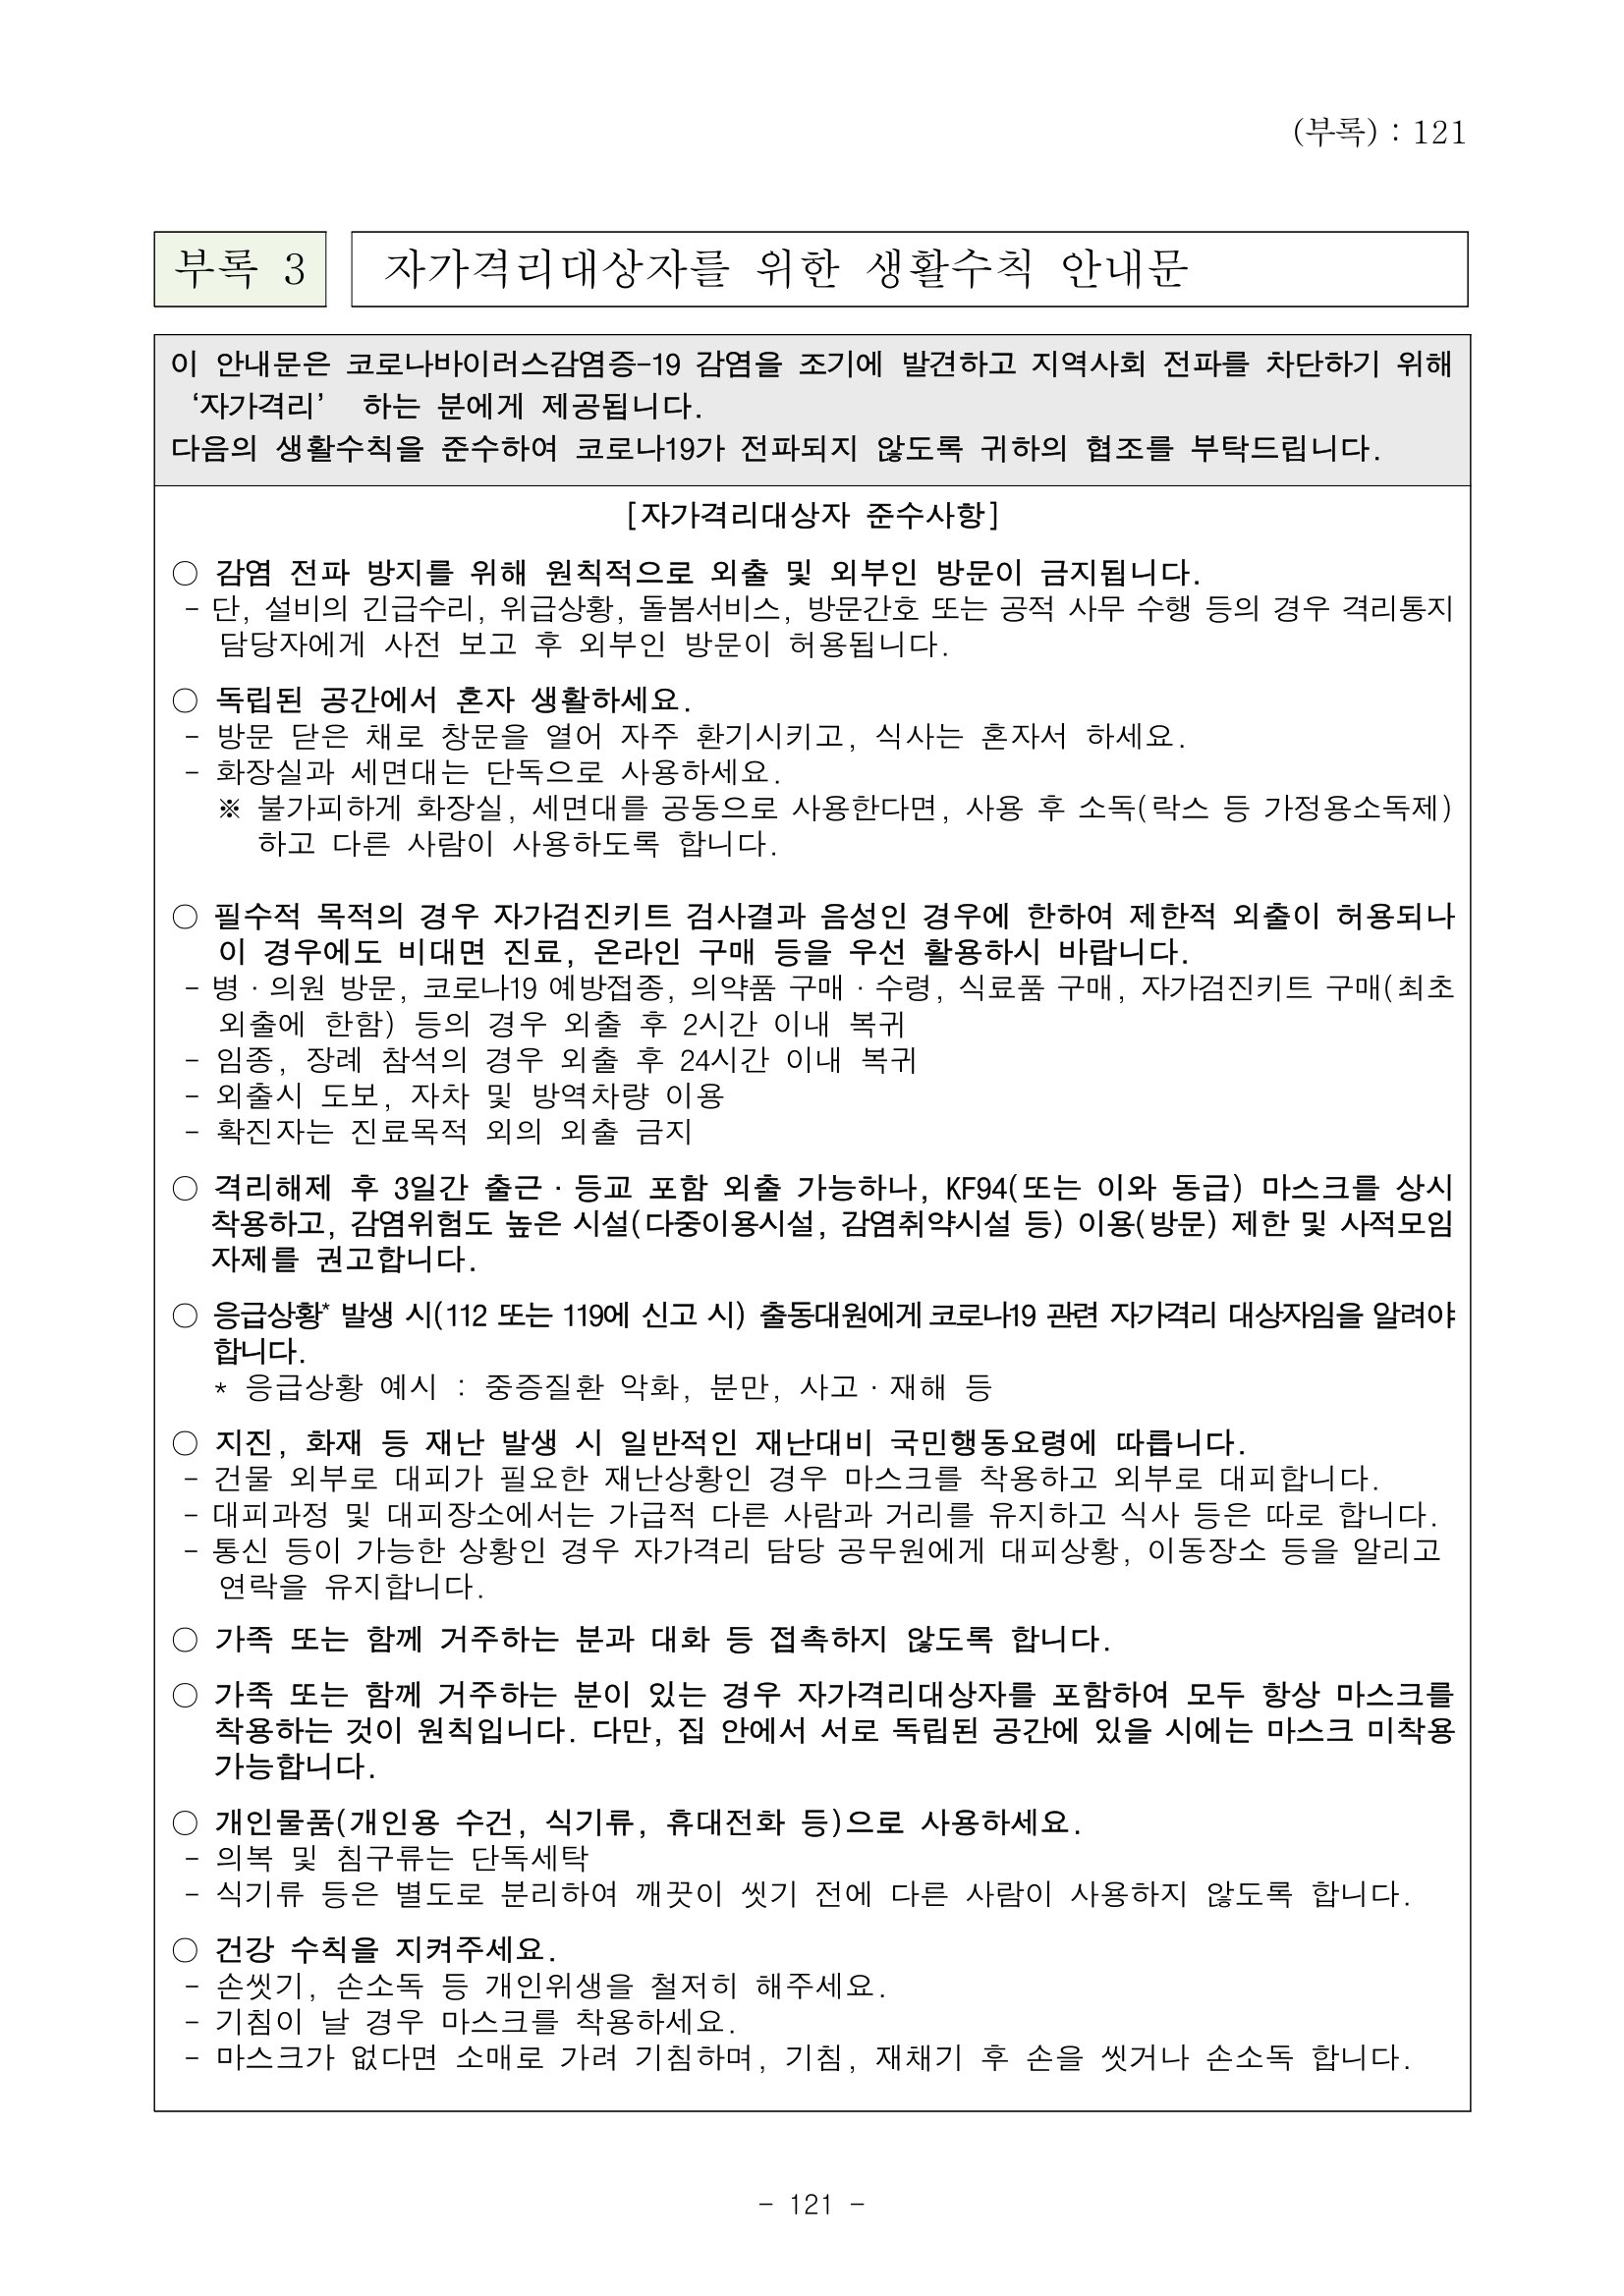 (부록) : 121
부록 3
자가격리대상자를 위한 생활수칙 안내문
이 안내문은 코로나바이러스감염증-19 감염을 조기에 발견하고 지역사회 전파를 차단하기 위해
‘자가격리’ 하는 분에게 제공됩니다.
다음의 생활수칙을 준수하여 코로나19가 전파되지 않도록 귀하의 협조를 부탁드립니다.
[자가격리대상자 준수사항]
○ 감염 전파 방지를 위해 원칙적으로 외출 및 외부인 방문이 금지됩니다.
- 단, 설비의 긴급수리, 위급상황, 돌봄서비스, 방문간호 또는 공적 사무 수행 등의 경우 격리통지
담당자에게 사전 보고 후 외부인 방문이 허용됩니다.
○ 독립된 공간에서 혼자 생활하세요.
- 방문 닫은 채로 창문을 열어 자주 환기시키고, 식사는 혼자서 하세요.
- 화장실과 세면대는 단독으로 사용하세요.
※ 불가피하게 화장실, 세면대를 공동으로 사용한다면, 사용 후 소독(락스 등 가정용소독제)
하고 다른 사람이 사용하도록 합니다.
○ 필수적 목적의 경우 자가검진키트 검사결과 음성인 경우에 한하여 제한적 외출이 허용되나
이 경우에도 비대면 진료, 온라인 구매 등을 우선 활용하시 바랍니다.
- 병·의원 방문, 코로나19 예방접종, 의약품 구매·수령, 식료품 구매, 자가검진키트 구매(최초
외출에 한함) 등의 경우 외출 후 2시간 이내 복귀
- 임종, 장례 참석의 경우 외출 후 24시간 이내 복귀
- 외출시 도보, 자차 및 방역차량 이용
- 확진자는 진료목적 외의 외출 금지
○ 격리해제 후 3일간 출근·등교 포함 외출 가능하나, KF94(또는 이와 동급) 마스크를 상시
착용하고, 감염위험도 높은 시설(다중이용시설, 감염취약시설 등) 이용(방문) 제한 및 사적모임
자제를 권고합니다.
○ 응급상황* 발생 시(112 또는 119에 신고 시) 출동대원에게 코로나19 관련 자가격리 대상자임을 알려야
합니다.
* 응급상황 예시 : 중증질환 악화, 분만, 사고·재해 등
○ 지진, 화재 등 재난 발생 시 일반적인 재난대비 국민행동요령에 따릅니다.
- 건물 외부로 대피가 필요한 재난상황인 경우 마스크를 착용하고 외부로 대피합니다.
- 대피과정 및 대피장소에서는 가급적 다른 사람과 거리를 유지하고 식사 등은 따로 합니다.
- 통신 등이 가능한 상황인 경우 자가격리 담당 공무원에게 대피상황, 이동장소 등을 알리고
연락을 유지합니다.
○ 가족 또는 함께 거주하는 분과 대화 등 접촉하지 않도록 합니다.
○ 가족 또는 함께 거주하는 분이 있는 경우 자가격리대상자를 포함하여 모두 항상 마스크를
착용하는 것이 원칙입니다. 다만, 집 안에서 서로 독립된 공간에 있을 시에는 마스크 미착용
가능합니다.
○ 개인물품(개인용 수건, 식기류, 휴대전화 등)으로 사용하세요.
- 의복 및 침구류는 단독세탁
- 식기류 등은 별도로 분리하여 깨끗이 씻기 전에 다른 사람이 사용하지 않도록 합니다.
○ 건강 수칙을 지켜주세요.
- 손씻기, 손소독 등 개인위생을 철저히 해주세요.
- 기침이 날 경우 마스크를 착용하세요.
- 마스크가 없다면 소매로 가려 기침하며, 기침, 재채기 후 손을 씻거나 손소독 합니다.
- 121 -